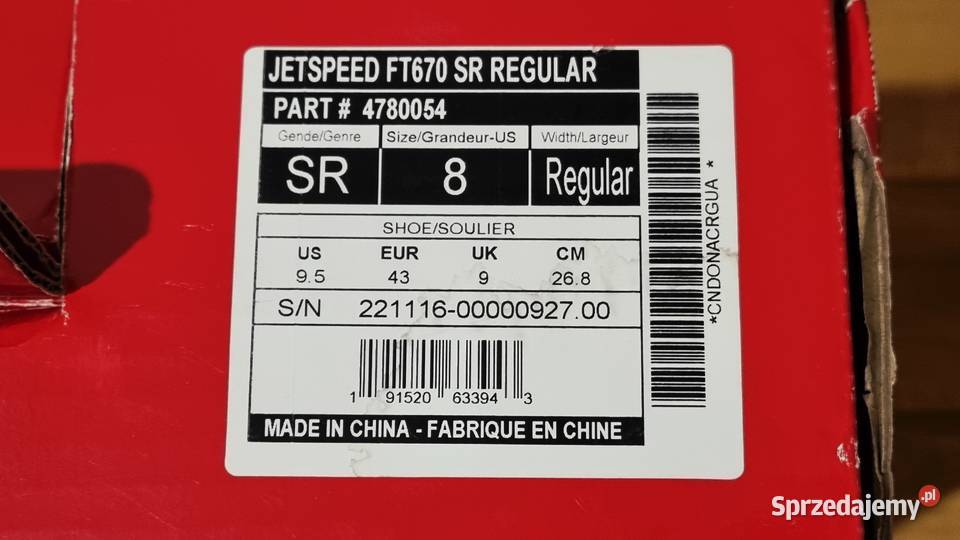 JETSPEED FT670 SR REGULAR
PART # 4780054
Gende/Genre Size/Grandeur-US Width/Largeur
SR 8 Regular
SHOE/SOULIER
US EUR UK CM
9.5 43 9 26.8
S/N 221116-00000927.00
1 91520 63394 3
MADE IN CHINA - FABRIQUE EN CHINE
*CNDONACRGUA *
Sprzedajemy.pl